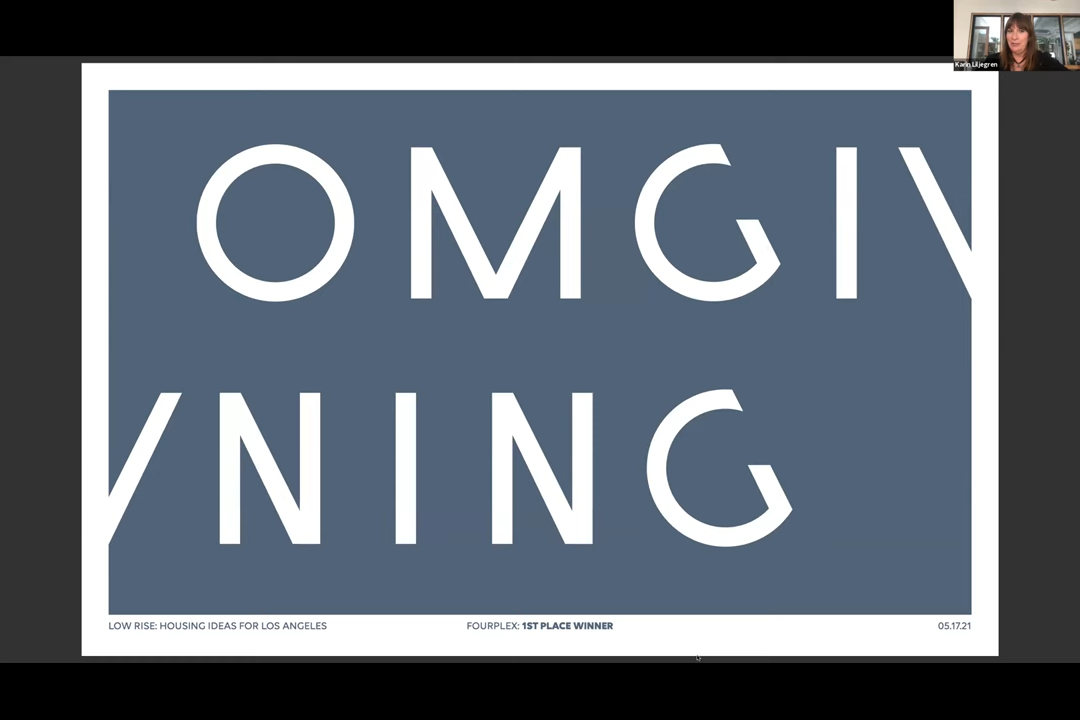 Karin Liljegren
OMGIV
VNING
LOW RISE: HOUSING IDEAS FOR LOS ANGELES
FOURPLEX: 1ST PLACE WINNER
05.17.21